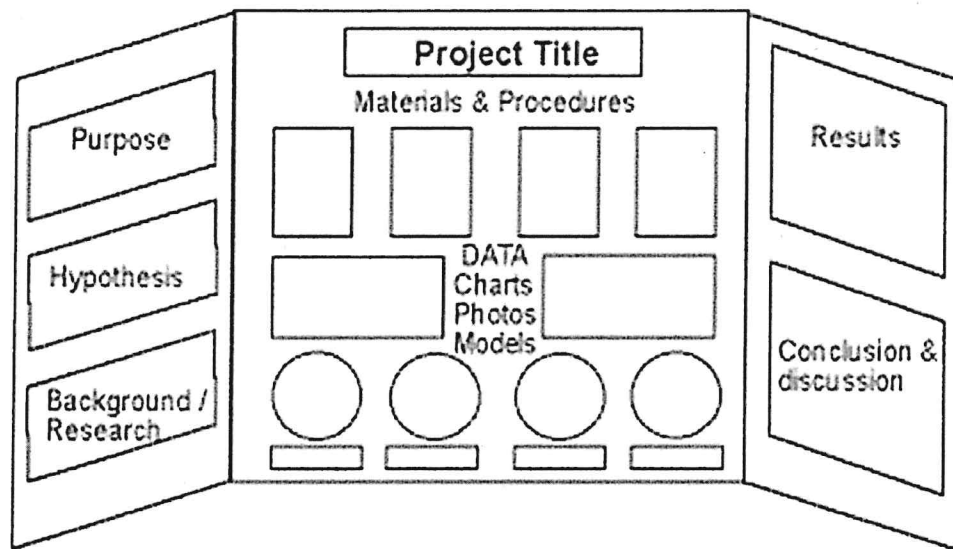 Project Title
Materials & Procedures
Purpose
Hypothesis
Background /
Research
DATA
Charts
Photos
Models
Results
Conclusion &
discussion